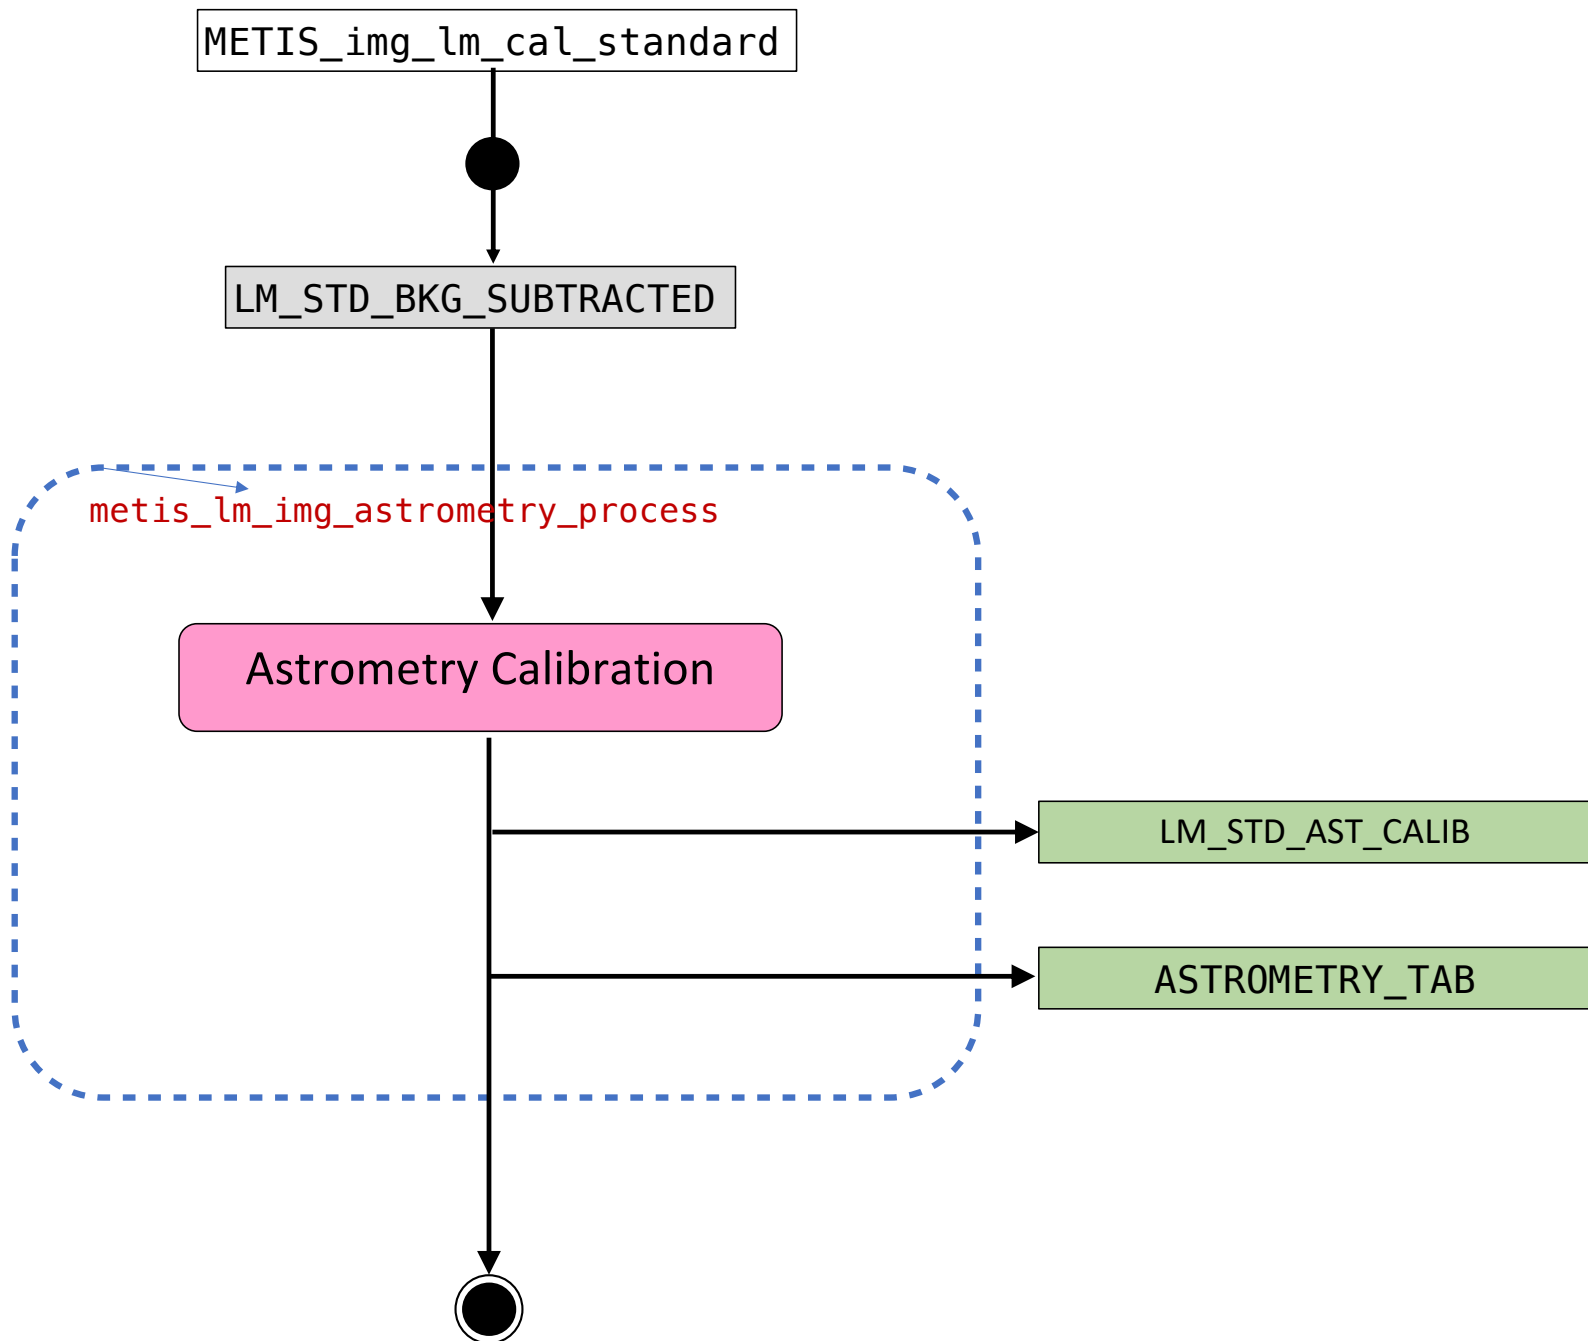 METIS_img_lm_cal_standard
LM_STD_BKG_SUBTRACTED
metis_lm_img_astrometry_process
Astrometry Calibration
LM_STD_AST_CALIB
ASTROMETRY_TAB